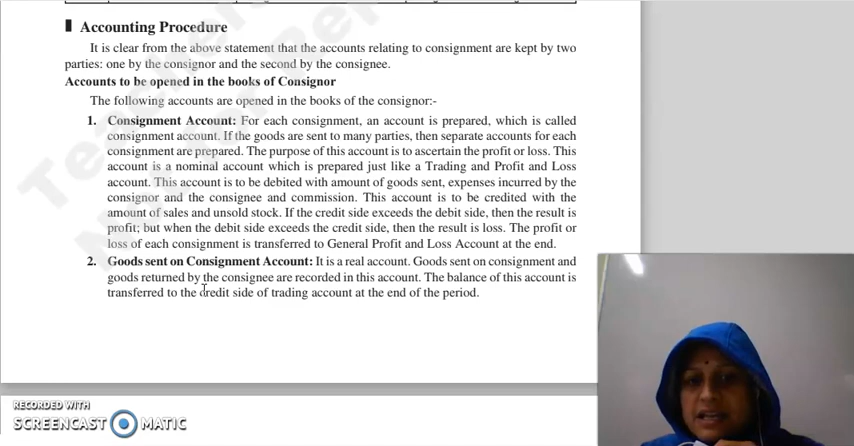 Accounting Procedure
It is clear from the above statement that the accounts relating to consignment are kept by two
parties: one by the consignor and the second by the consignee.
Accounts to be opened in the books of Consignor
The following accounts are opened in the books of the consignor:-
1. Consignment Account: For each consignment, an account is prepared, which is called
consignment account. If the goods are sent to many parties, then separate accounts for each
consignment are prepared. The purpose of this account is to ascertain the profit or loss. This
account is a nominal account which is prepared just like a Trading and Profit and Loss
account. This account is to be debited with amount of goods sent, expenses incurred by the
consignor and the consignee and commission. This account is to be credited with the
amount of sales and unsold stock. If the credit side exceeds the debit side, then the result is
profit; but when the debit side exceeds the credit side, then the result is loss. The profit or
loss of each consignment is transferred to General Profit and Loss Account at the end.
2. Goods sent on Consignment Account: It is a real account. Goods sent on consignment and
goods returned by the consignee are recorded in this account. The balance of this account is
transferred to the credit side of trading account at the end of the period.
RECORDED WITH
SCREENCAST MATIC